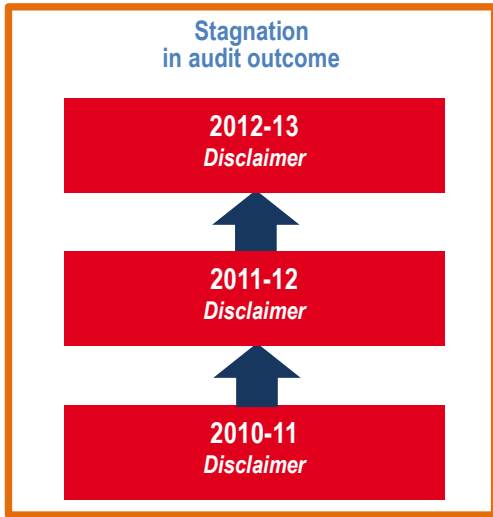 Stagnation
in audit outcome
2012-13
Disclaimer
2011-12
Disclaimer
2010-11
Disclaimer